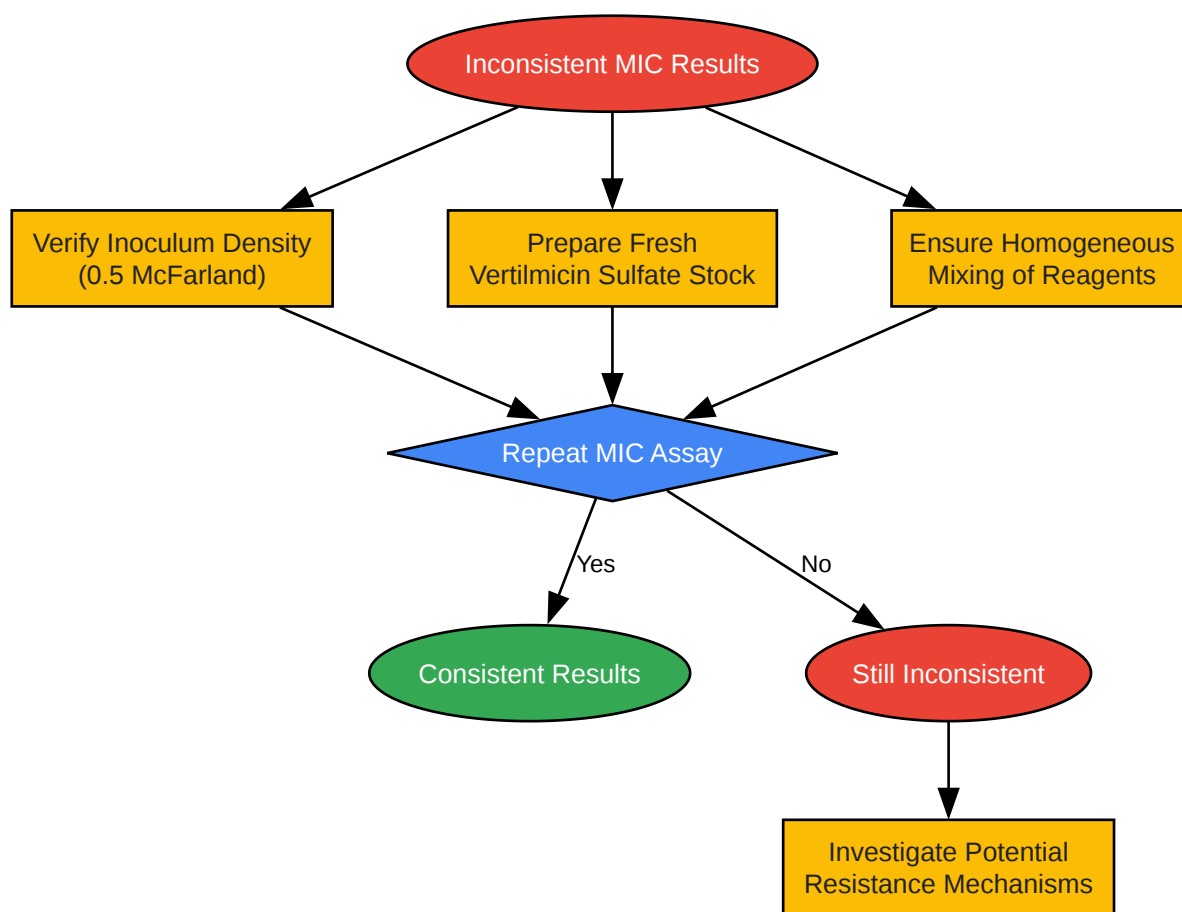 Inconsistent MIC Results
Verify Inoculum Density
(0.5 McFarland)
Prepare Fresh
Vertilmicin Sulfate Stock
Ensure Homogeneous
Mixing of Reagents
Repeat MIC Assay
Yes
No
Consistent Results
Still Inconsistent
Investigate Potential
Resistance Mechanisms